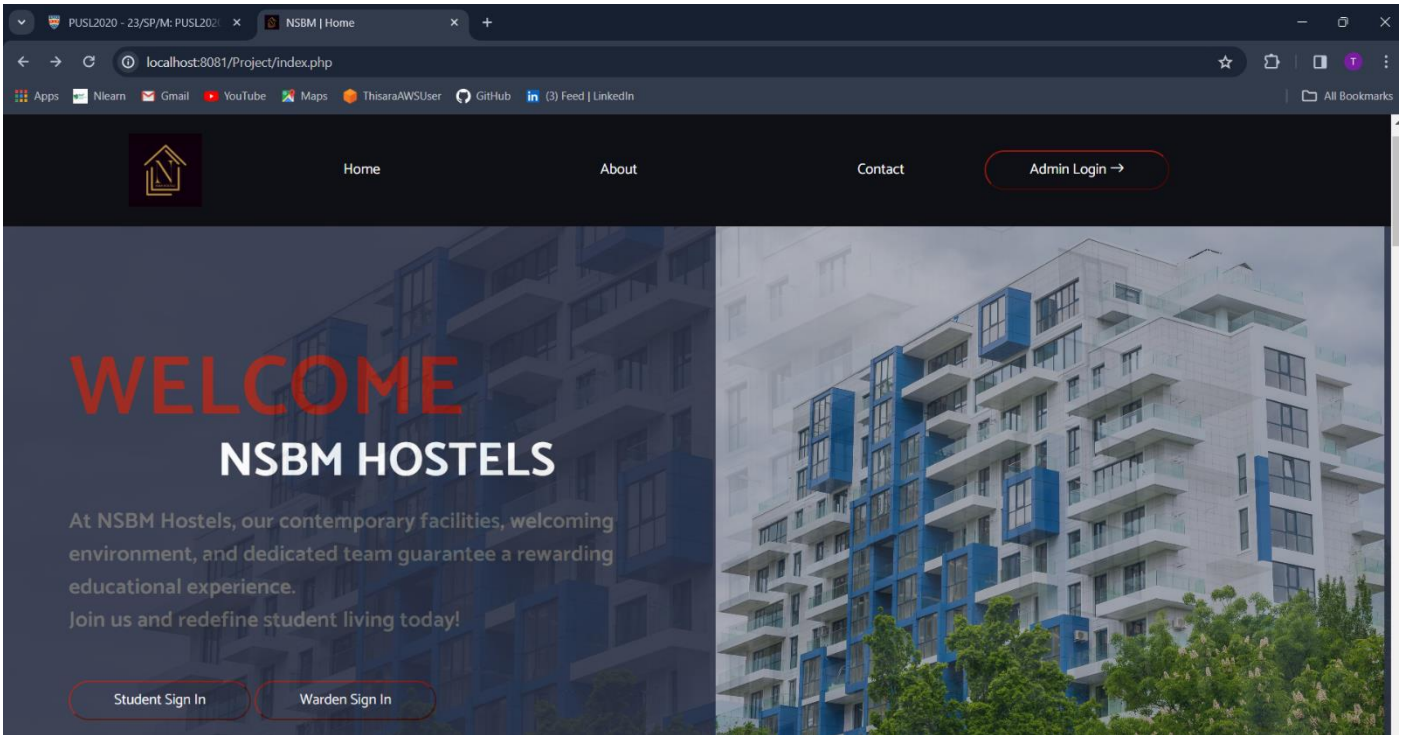 PUSL2020 - 23/SP/M: PUSL202
NSBM | Home
localhost:8081/Project/index.php
Apps Nlearn Gmail YouTube Maps ThisaraAWSUser GitHub (3) Feed | LinkedIn All Bookmarks
T
N
Home About Contact Admin Login →
WELCOME
NSBM HOSTELS
At NSBM Hostels, our contemporary facilities, welcoming
environment, and dedicated team guarantee a rewarding
educational experience.
Join us and redefine student living today!
Student Sign In Warden Sign In